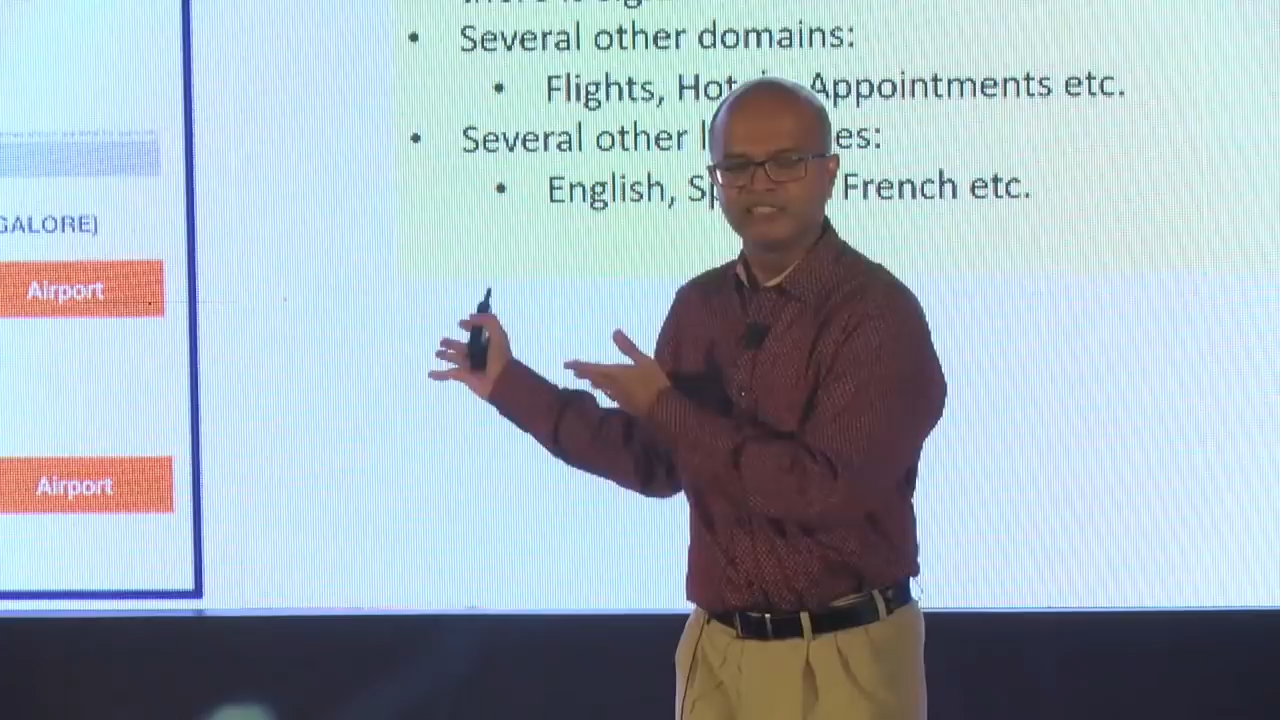 Several other domains:
• Flights, Appointments etc.
• Several other
• English, French etc.
GALORE)
Airport
Airport